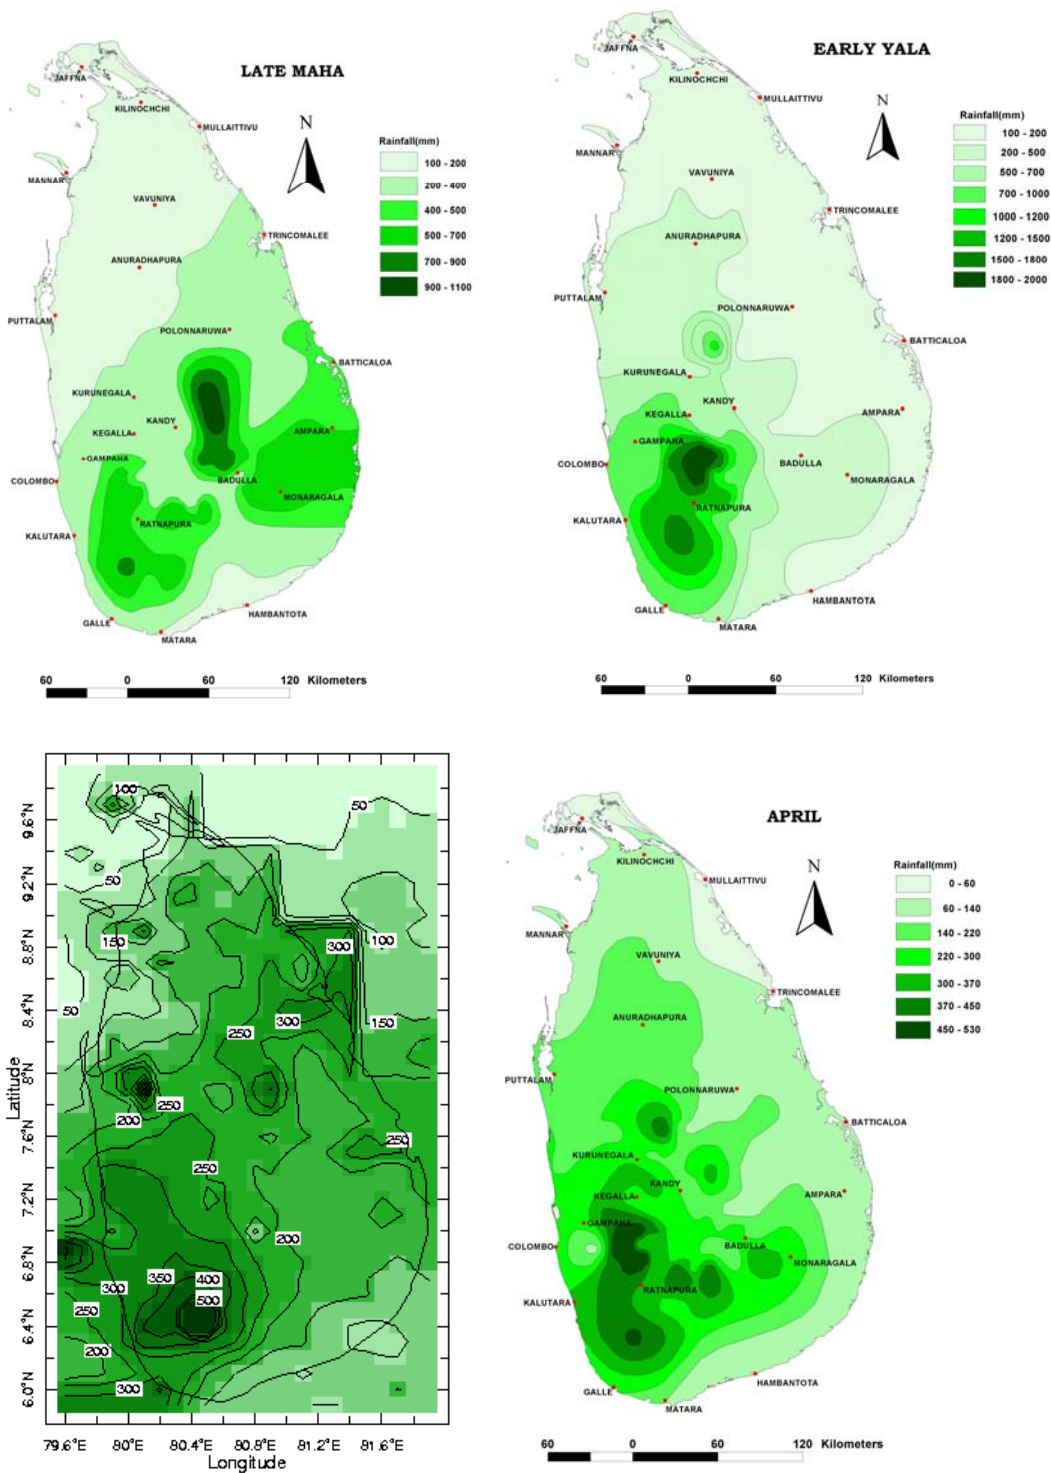 LATE MAHA
N
Rainfall(mm)
100 - 200
200 - 400
400 - 500
500 - 700
700 - 900
900 - 1100
JAFFNA
KILINOCHCHI
MULLAITTIVU
MANNAR
VAVUNIYA
TRINCOMALEE
ANURADHAPURA
PUTTALAM
POLONNARUWA
BATTICALOA
KURUNEGALA
KANDY
KEGALLA
AMPARA
GAMPAHA
COLOMBO
BADULLA
MONARAGALA
RATNAPURA
KALUTARA
HAMBANTOTA
GALLE
MATARA
60 0 60 120 Kilometers
EARLY YALA
N
Rainfall(mm)
100 - 200
200 - 500
500 - 700
700 - 1000
1000 - 1200
1200 - 1500
1500 - 1800
1800 - 2000
JAFFNA
KILINOCHCHI
MULLAITTIVU
MANNAR
VAVUNIYA
TRINCOMALEE
ANURADHAPURA
PUTTALAM
POLONNARUWA
BATTICALOA
KURUNEGALA
KANDY
KEGALLA
AMPARA
GAMPAHA
COLOMBO
BADULLA
MONARAGALA
RATNAPURA
KALUTARA
HAMBANTOTA
GALLE
MATARA
60 0 60 120 Kilometers
100
50
50
150
100
300
50
150
300
250
250
200
250
250
200
350
400
300
500
250
200
300
9.6°N
9.2°N
8.8°N
8.4°N
8°N
7.6°N
7.2°N
6.8°N
6.4°N
6.0°N
Latitude
79.6°E 80°E 80.4°E 80.8°E 81.2°E 81.6°E
Longitude
APRIL
N
Rainfall(mm)
0 - 60
60 - 140
140 - 220
220 - 300
300 - 370
370 - 450
450 - 530
JAFFNA
KILINOCHCHI
MULLAITTIVU
MANNAR
VAVUNIYA
TRINCOMALEE
ANURADHAPURA
PUTTALAM
POLONNARUWA
BATTICALOA
KURUNEGALA
KANDY
KEGALLA
AMPARA
GAMPAHA
COLOMBO
BADULLA
MONARAGALA
RATNAPURA
KALUTARA
HAMBANTOTA
GALLE
MATARA
60 0 60 120 Kilometers